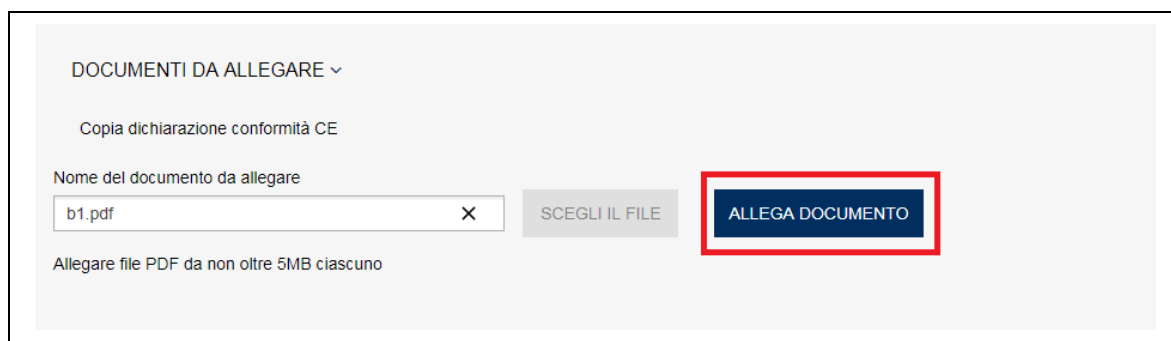 DOCUMENTI DA ALLEGARE
Copia dichiarazione conformità CE
Nome del documento da allegare
b1.pdf
SCEGLI IL FILE
ALLEGA DOCUMENTO
Allegare file PDF da non oltre 5MB ciascuno